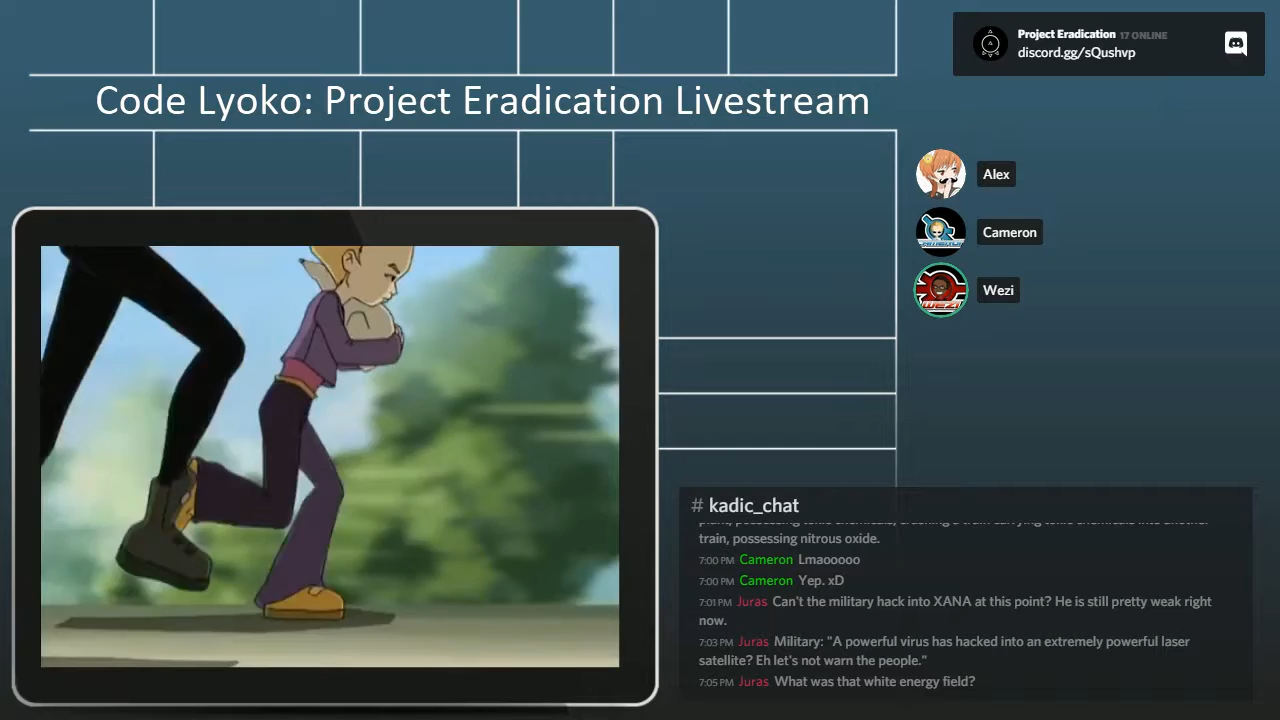 Project Eradication 17 ONLINE
discord.gg/sQushvp
Code Lyoko: Project Eradication Livestream
Alex
Cameron
Wezi
WEZI
# kadic_chat
train, possessing nitrous oxide.
7:00 PM Cameron Lmaooooo
7:00 PM Cameron Yep. xD
7:01 PM Juras Can't the military hack into XANA at this point? He is still pretty weak right
now.
7:03 PM Juras Military: "A powerful virus has hacked into an extremely powerful laser
satellite? Eh let's not warn the people."
7:05 PM Juras What was that white energy field?